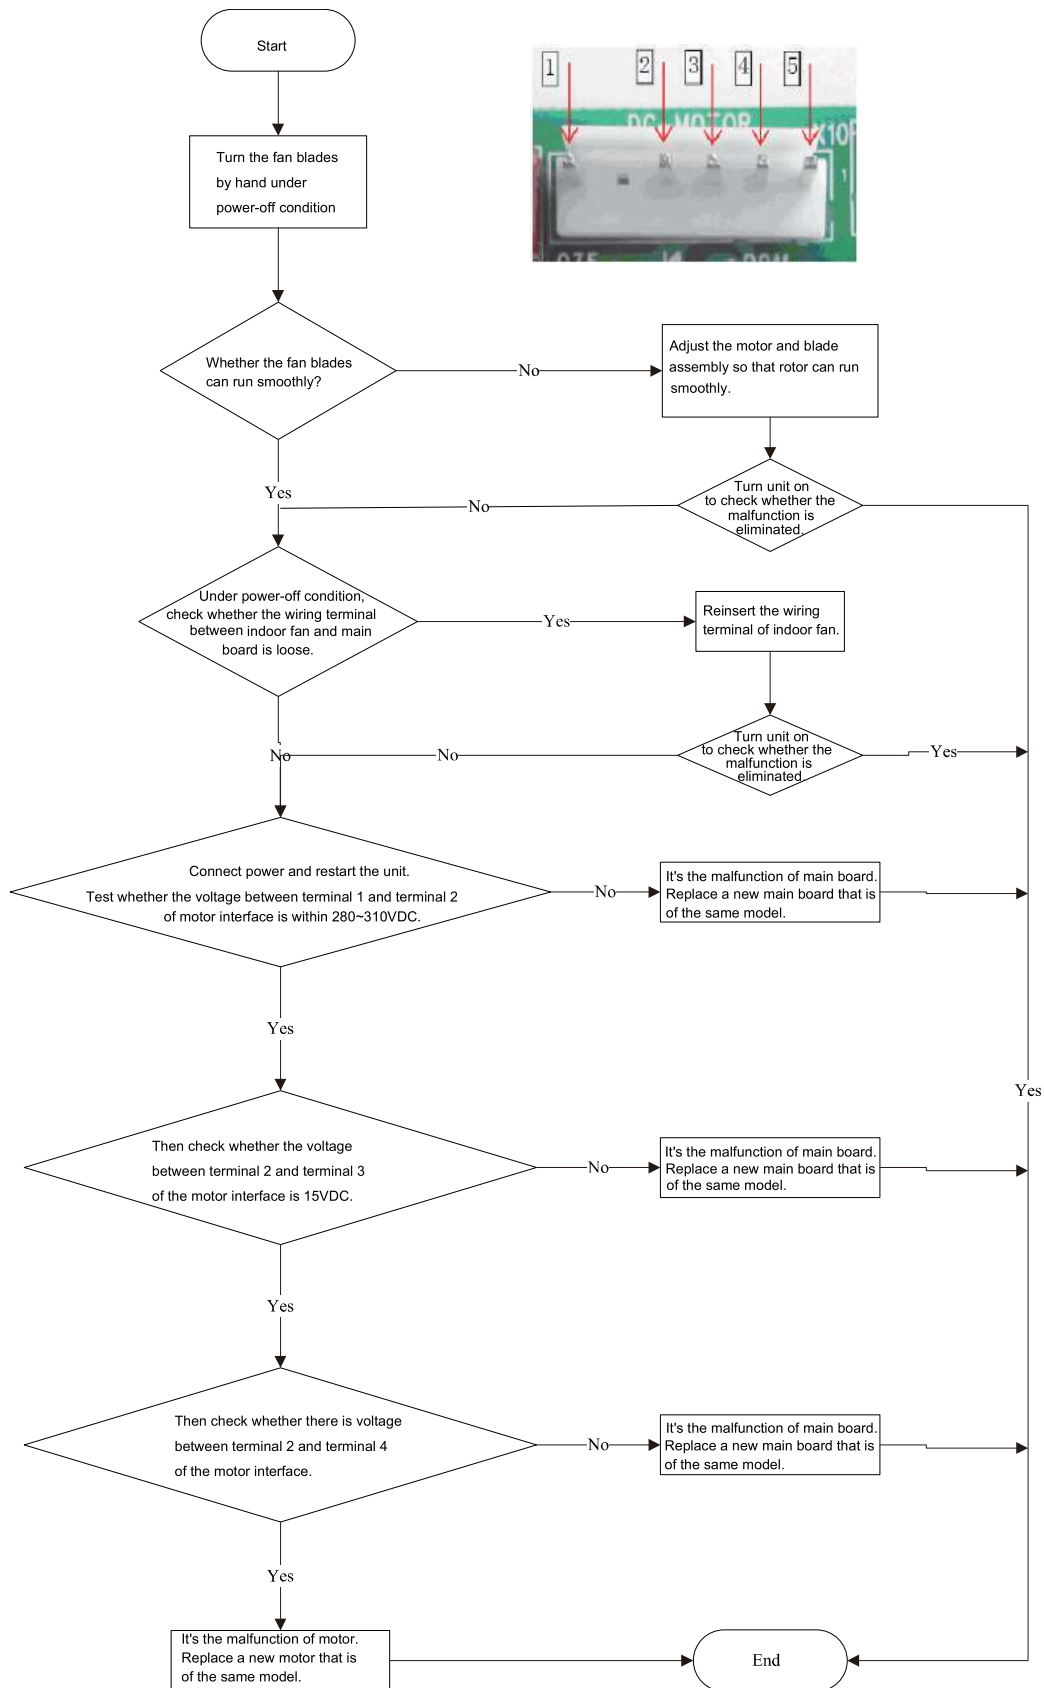 Start
1
2
3
4
5
DC-MOTOR
Turn the fan blades
by hand under
power-off condition
Whether the fan blades
can run smoothly?
No
Adjust the motor and blade
assembly so that rotor can run
smoothly.
Yes
No
Turn unit on
to check whether the
malfunction is
eliminated.
Under power-off condition,
check whether the wiring terminal
between indoor fan and main
board is loose.
Yes
Reinsert the wiring
terminal of indoor fan.
No
No
Turn unit on
to check whether the
malfunction is
eliminated.
Yes
Connect power and restart the unit.
Test whether the voltage between terminal 1 and terminal 2
of motor interface is within 280~310VDC.
No
It's the malfunction of main board.
Replace a new main board that is
of the same model.
Yes
Yes
Then check whether the voltage
between terminal 2 and terminal 3
of the motor interface is 15VDC.
No
It's the malfunction of main board.
Replace a new main board that is
of the same model.
Yes
Then check whether there is voltage
between terminal 2 and terminal 4
of the motor interface.
No
It's the malfunction of main board.
Replace a new main board that is
of the same model.
Yes
It's the malfunction of motor.
Replace a new motor that is
of the same model.
End